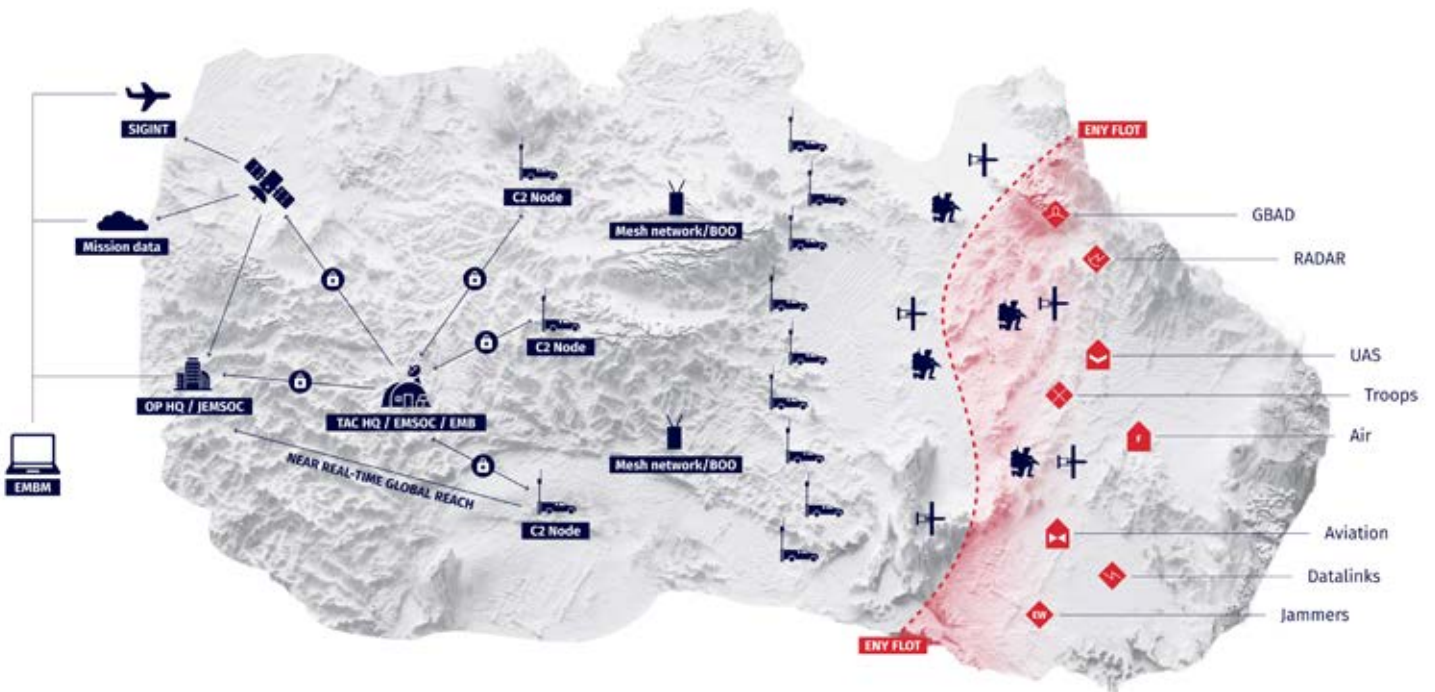 ENY FLOT
SIGINT
C2 Node
GBAD
Mesh network/BOO
Mission data
RADAR
C2 Node
UAS
OP HQ / JEMSOC
Troops
TAC HQ / EMSOC / EMB
F
Air
Mesh network/BOO
NEAR REAL-TIME GLOBAL REACH
EMBM
C2 Node
Aviation
Datalinks
EW
Jammers
ENY FLOT